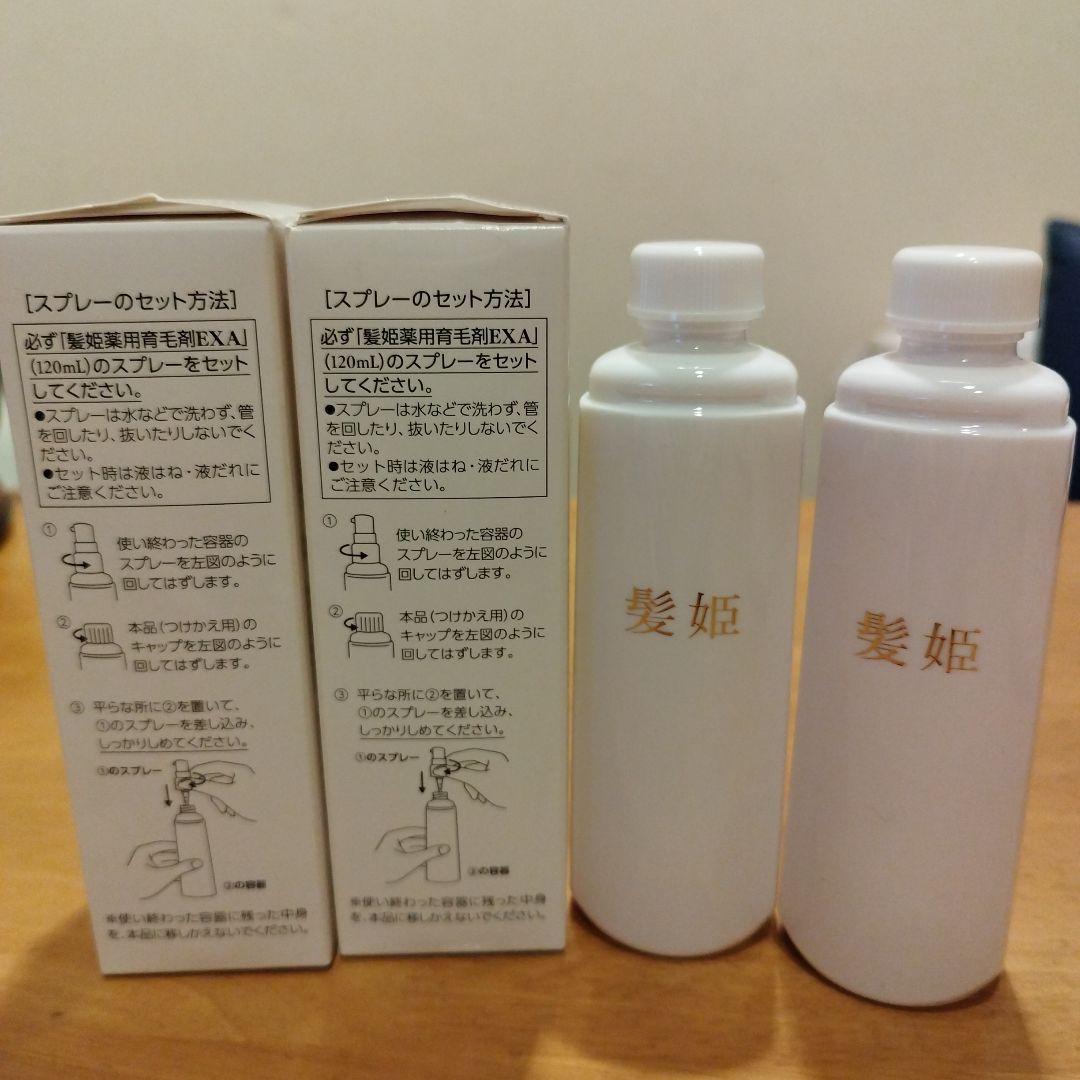 [スプレーのセット方法]
必ず「髪姫薬用育毛剤EXA」
(120mL)のスプレーをセット
してください。
●スプレーは水などで洗わず、管
を回したり、抜いたりしないでく
ださい。
●セット時は液はね・液だれに
ご注意ください。
①
使い終わった容器の
スプレーを左図のように
回してはずします。
②
本品(つけかえ用)の
キャップを左図のように
回してはずします。
③ 平らな所に②を置いて、
①のスプレーを差し込み、
しっかりしめてください。
①のスプレー
②の容器
※使い終わった容器に残った中身
を、本品に移しかえないでください。
[スプレーのセット方法]
必ず「髪姫薬用育毛剤EXA」
(120mL)のスプレーをセット
してください。
●スプレーは水などで洗わず、管
を回したり、抜いたりしないでく
ださい。
●セット時は液はね・液だれに
ご注意ください。
①
使い終わった容器の
スプレーを左図のように
回してはずします。
②
本品(つけかえ用)の
キャップを左図のように
回してはずします。
③ 平らな所に②を置いて、
①のスプレーを差し込み、
しっかりしめてください。
①のスプレー
②の容器
※使い終わった容器に残った中身
を、本品に移しかえないでください。
髪姫
髪姫